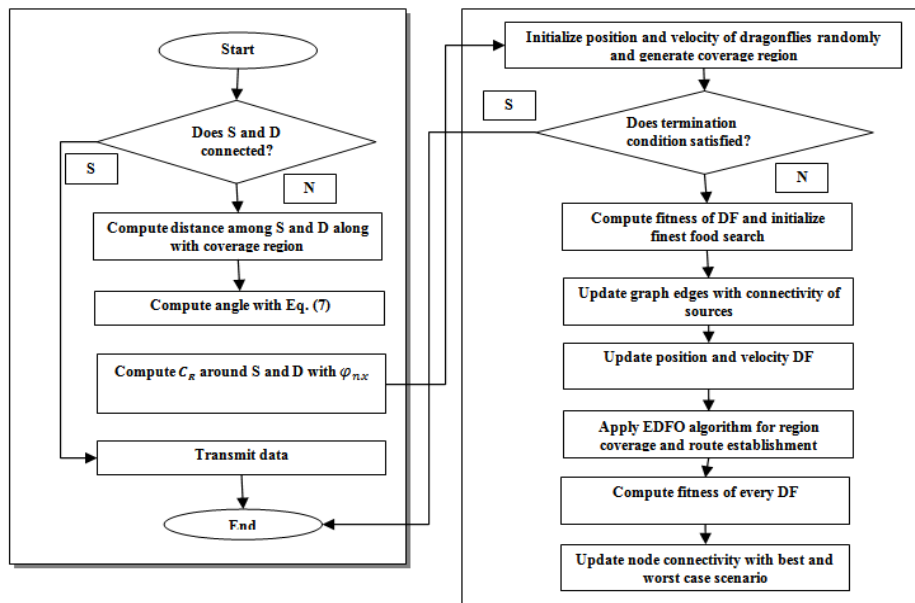 Start
Does S and D
connected?
S
N
Compute distance among S and D along
with coverage region
Compute angle with Eq. (7)
Compute C_R around S and D with φ_nx
Transmit data
End
Initialize position and velocity of dragonflies randomly
and generate coverage region
S
Does termination
condition satisfied?
N
Compute fitness of DF and initialize
finest food search
Update graph edges with connectivity of
sources
Update position and velocity DF
Apply EDFO algorithm for region
coverage and route establishment
Compute fitness of every DF
Update node connectivity with best and
worst case scenario